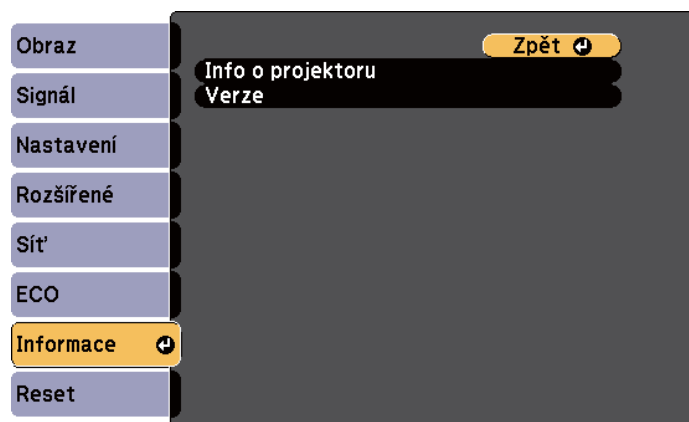 Obraz
Signál
Nastavení
Rozšířené
Síť
ECO
Informace
Reset
Zpět
Info o projektoru
Verze